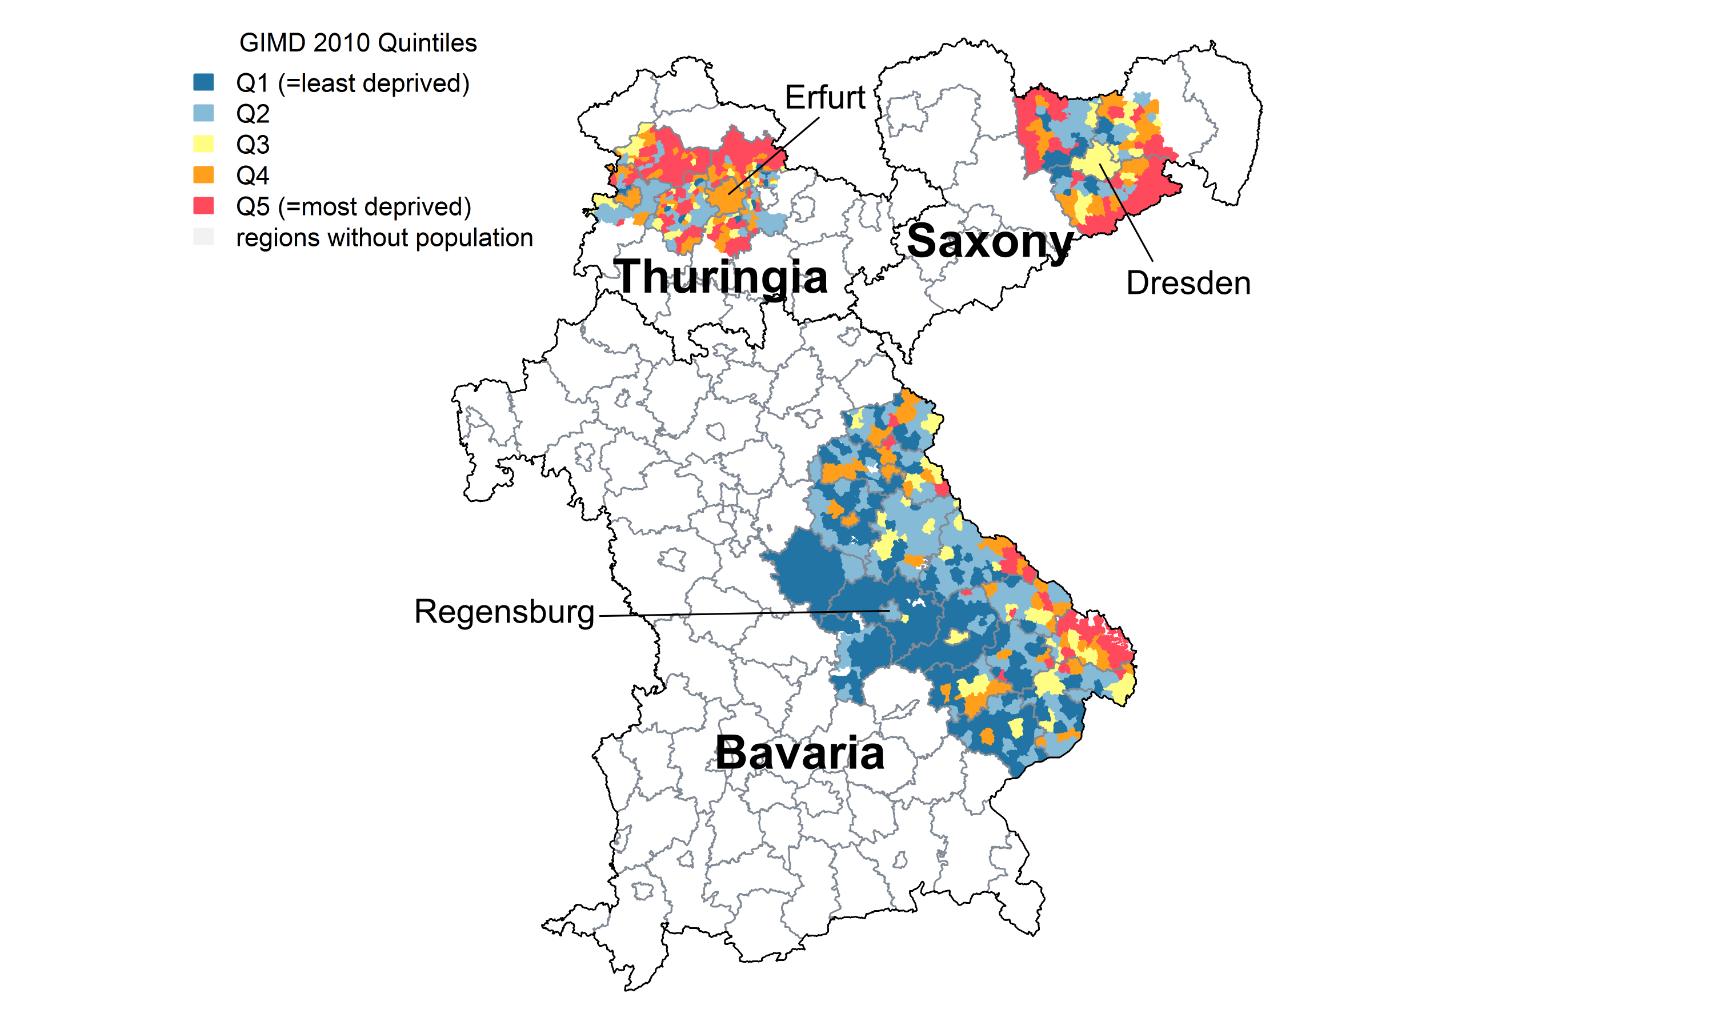 GIMD 2010 Quintiles
Q1 (=least deprived)
Q2
Q3
Q4
Q5 (=most deprived)
regions without population
Erfurt
Saxony
Dresden
Thuringia
Regensburg
Bavaria